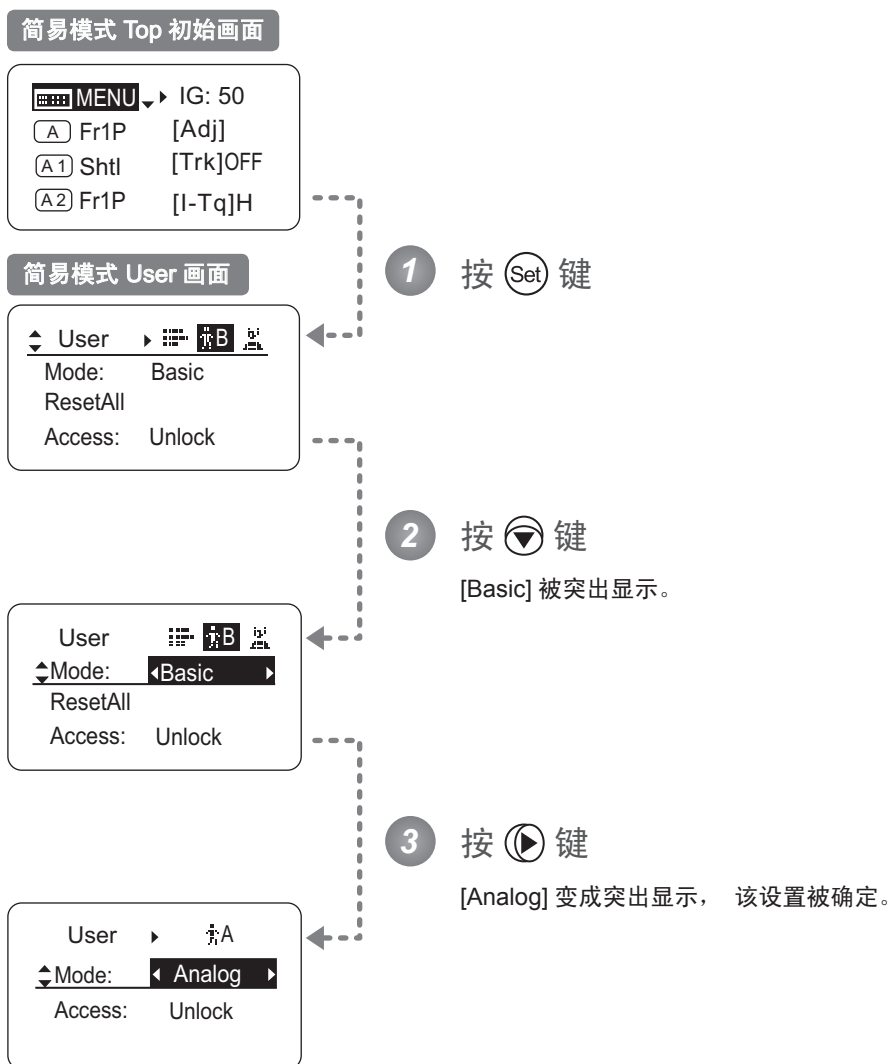 简易模式 Top 初始画面
MENU IG: 50
A Fr1P [Adj]
A1 Shtl [Trk]OFF
A2 Fr1P [I-Tq]H
1 按 Set 键
简易模式 User 画面
User B
Mode: Basic
ResetAll
Access: Unlock
2 按 键
[Basic] 被突出显示。
User B
Mode: Basic
ResetAll
Access: Unlock
3 按 键
[Analog] 变成突出显示， 该设置被确定。
User A
Mode: Analog
Access: Unlock